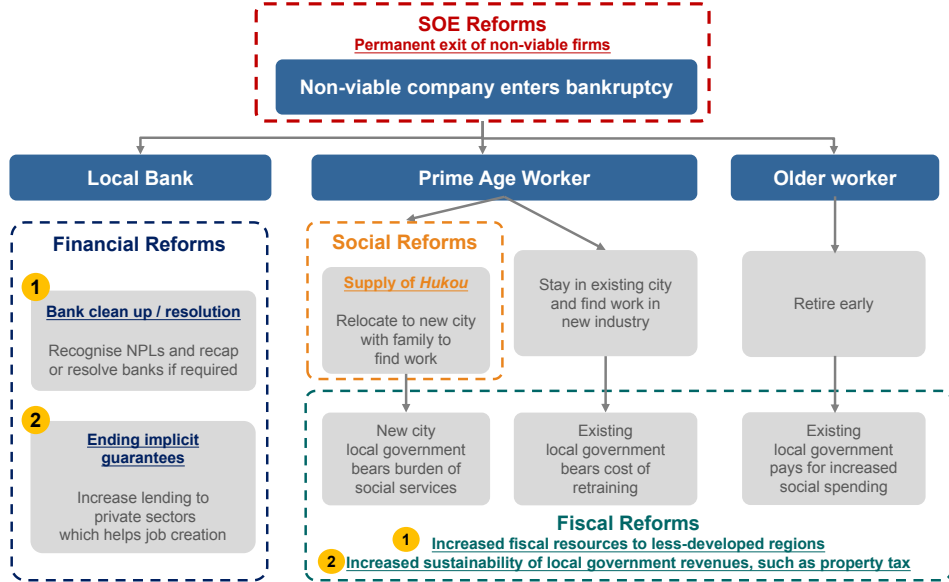 SOE Reforms
Permanent exit of non-viable firms
Non-viable company enters bankruptcy
Local Bank
Prime Age Worker
Older worker
Financial Reforms
1
Bank clean up / resolution
Recognise NPLs and recap
or resolve banks if required
2
Ending implicit
guarantees
Increase lending to
private sectors
which helps job creation
Social Reforms
Supply of Hukou
Relocate to new city
with family to
find work
Stay in existing city
and find work in
new industry
Retire early
New city
local government
bears burden of
social services
Existing
local government
bears cost of
retraining
Existing
local government
pays for increased
social spending
Fiscal Reforms
1
Increased fiscal resources to less-developed regions
2
Increased sustainability of local government revenues, such as property tax